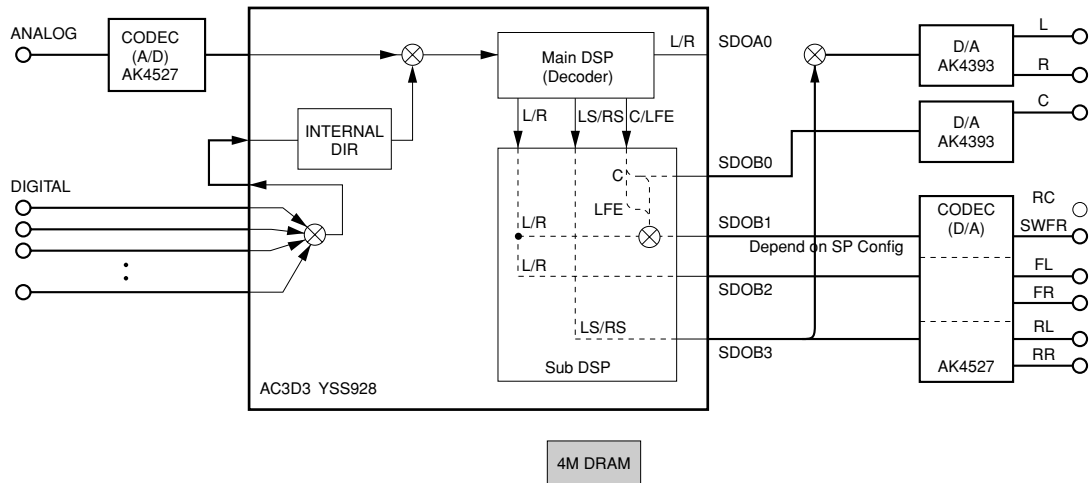 ANALOG
CODEC
(A/D)
AK4527
Main DSP
(Decoder)
L/R
SDOA0
D/A
AK4393
L
R
INTERNAL
DIR
L/R
LS/RS
C/LFE
D/A
AK4393
C
SDOB0
C
LFE
DIGITAL
L/R
SDOB1
Depend on SP Config
CODEC
(D/A)
RC
SWFR
:
L/R
SDOB2
FL
FR
LS/RS
SDOB3
RL
RR
Sub DSP
AK4527
AC3D3 YSS928
4M DRAM